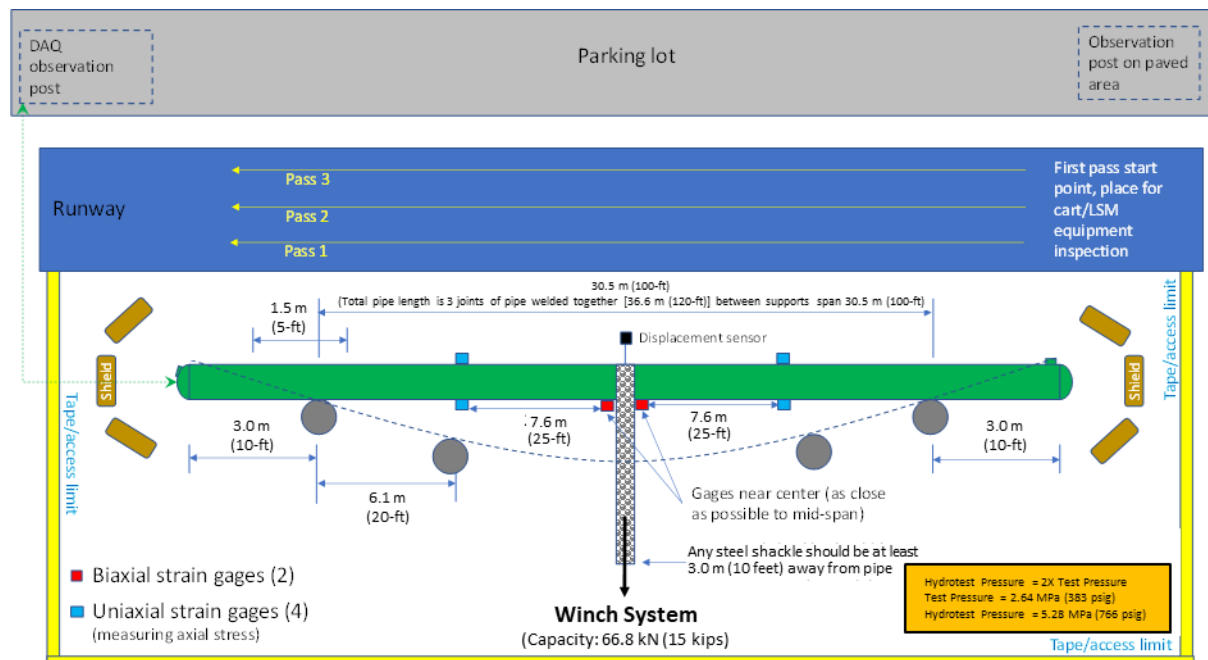 DAQ
observation
post
Parking lot
Observation
post on paved
area
Runway
Pass 3
Pass 2
Pass 1
First pass start
point, place for
cart/LSM
equipment
inspection
30.5 m (100-ft)
(Total pipe length is 3 joints of pipe welded together [36.6 m (120-ft)] between supports span 30.5 m (100-ft)
1.5 m
(5-ft)
Displacement sensor
Shield
Shield
Tape/access limit
Tape/access limit
3.0 m
(10-ft)
7.6 m
(25-ft)
7.6 m
(25-ft)
3.0 m
(10-ft)
6.1 m
(20-ft)
Gages near center (as close
as possible to mid-span)
Any steel shackle should be at least
3.0 m (10 feet) away from pipe
Biaxial strain gages (2)
Uniaxial strain gages (4)
(measuring axial stress)
Winch System
(Capacity: 66.8 kN (15 kips)
Hydrotest Pressure = 2X Test Pressure
Test Pressure = 2.64 MPa (383 psig)
Hydrotest Pressure = 5.28 MPa (766 psig)
Tape/access limit